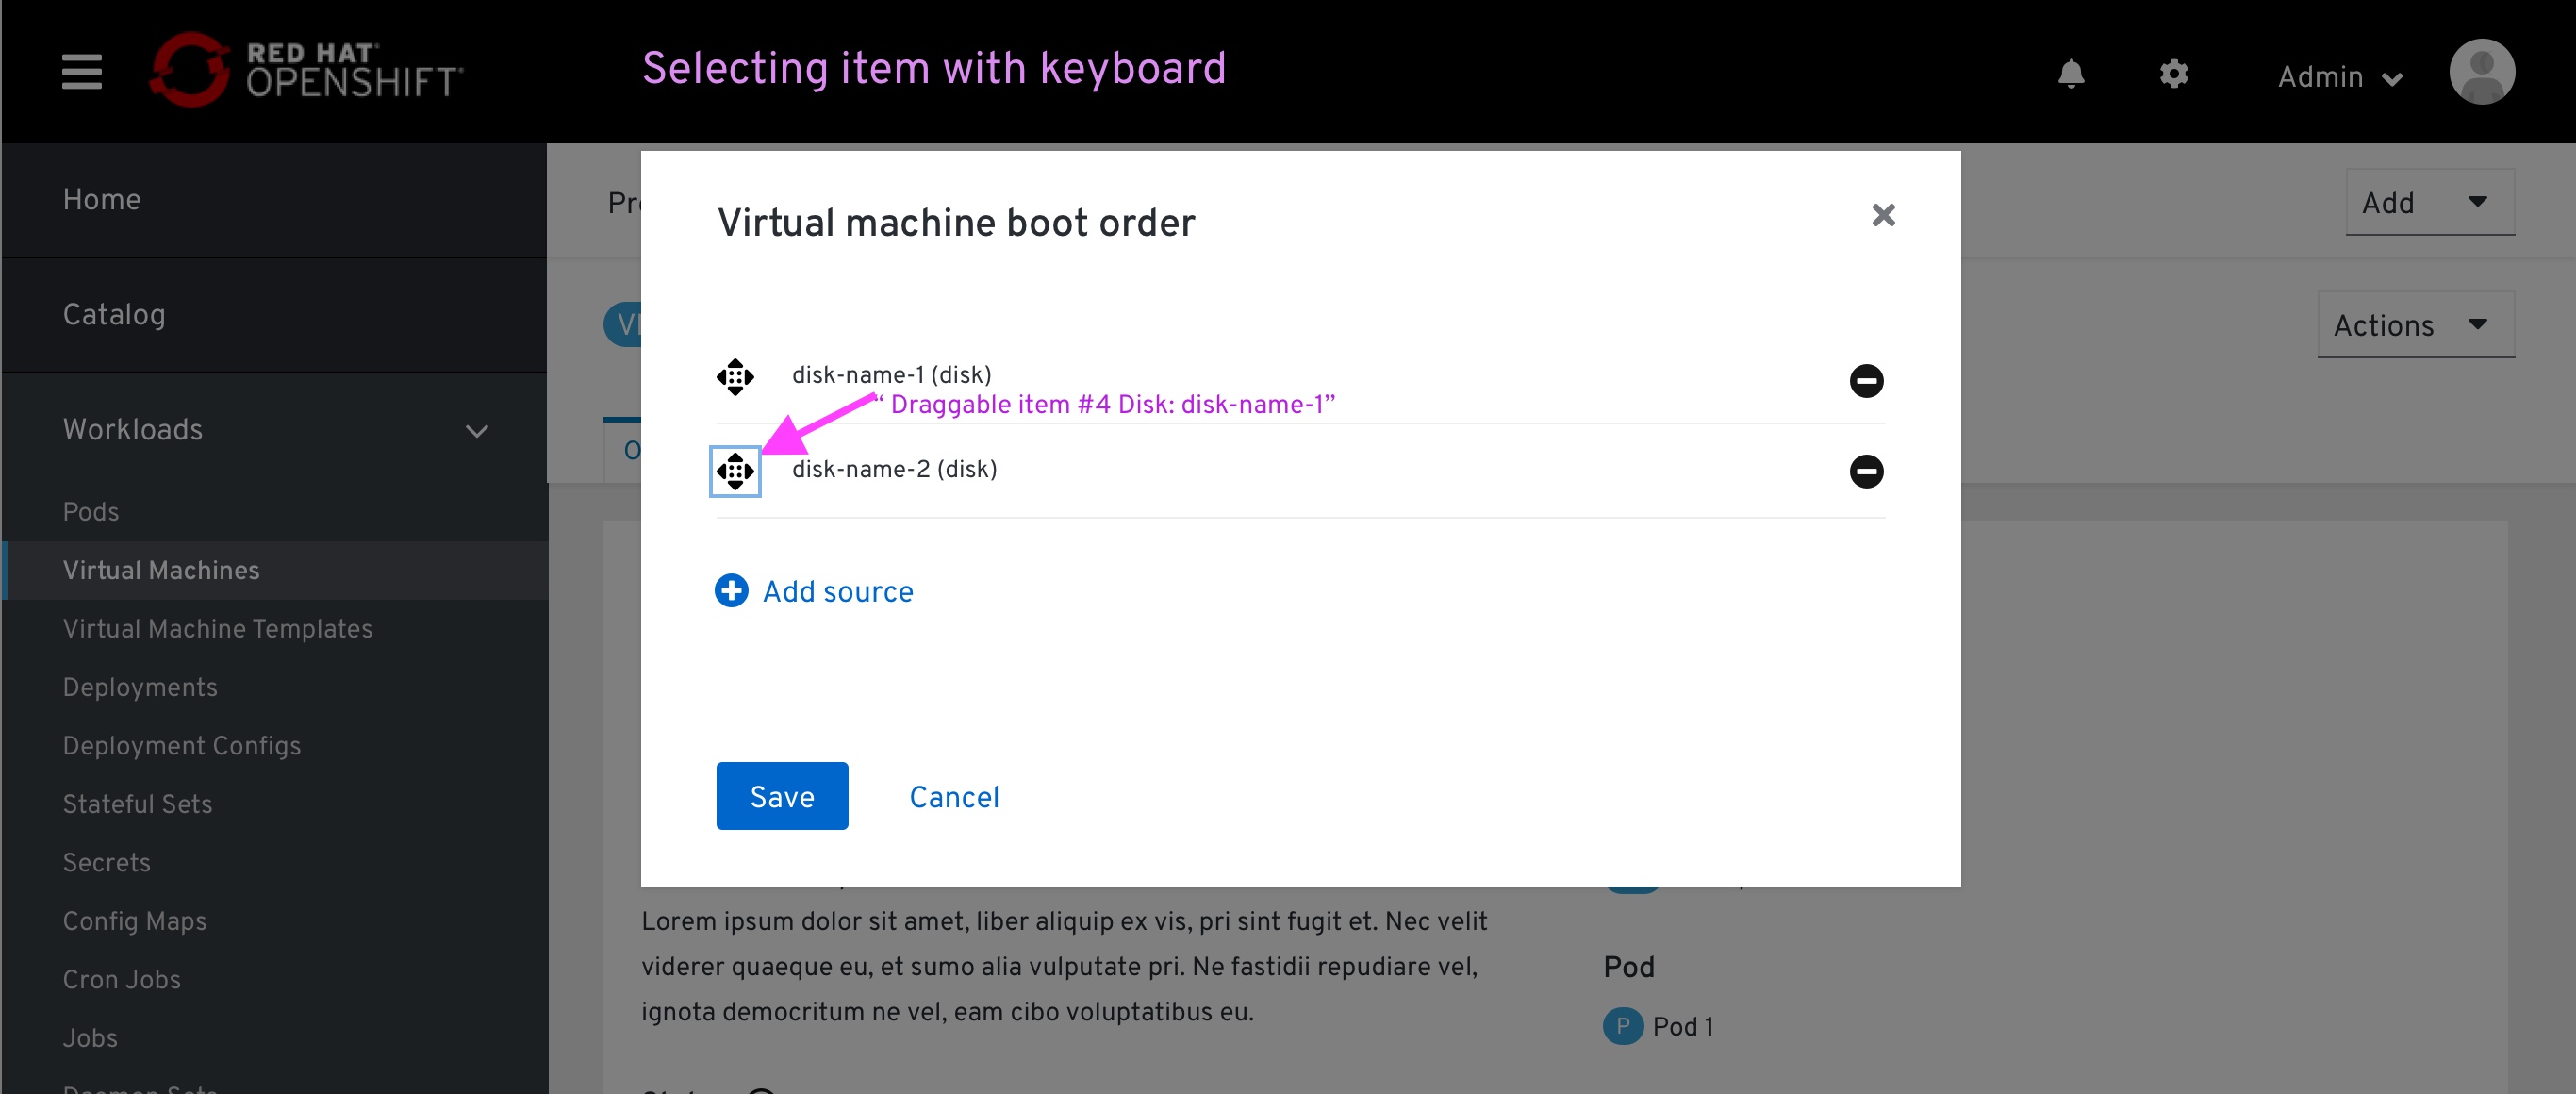 RED HAT
OPENSHIFT
Selecting item with keyboard
Admin
Home
Catalog
Workloads
Pods
Virtual Machines
Virtual Machine Templates
Deployments
Deployment Configs
Stateful Sets
Secrets
Config Maps
Cron Jobs
Jobs
Add
Actions
Virtual machine boot order
disk-name-1 (disk)
“ Draggable item #4 Disk: disk-name-1”
disk-name-2 (disk)
Add source
Save
Cancel
Lorem ipsum dolor sit amet, liber aliquip ex vis, pri sint fugit et. Nec velit
viderer quaeque eu, et sumo alia vulputate pri. Ne fastidii repudiare vel,
ignota democritum ne vel, eam cibo voluptatibus eu.
Pod
P Pod 1